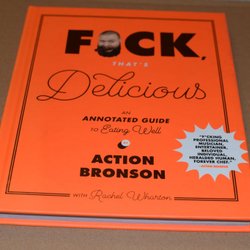 F CK,
THAT'S
Delicious
AN
ANNOTATED GUIDE
TO Eating Well
ACTION
BRONSON
WITH Rachel Wharton
"F*CKING
PROFESSIONAL
MUSICIAN,
ENTERTAINER,
BELOVED
INDIVIDUAL,
HERALDED HUMAN,
FOREVER CHEF."